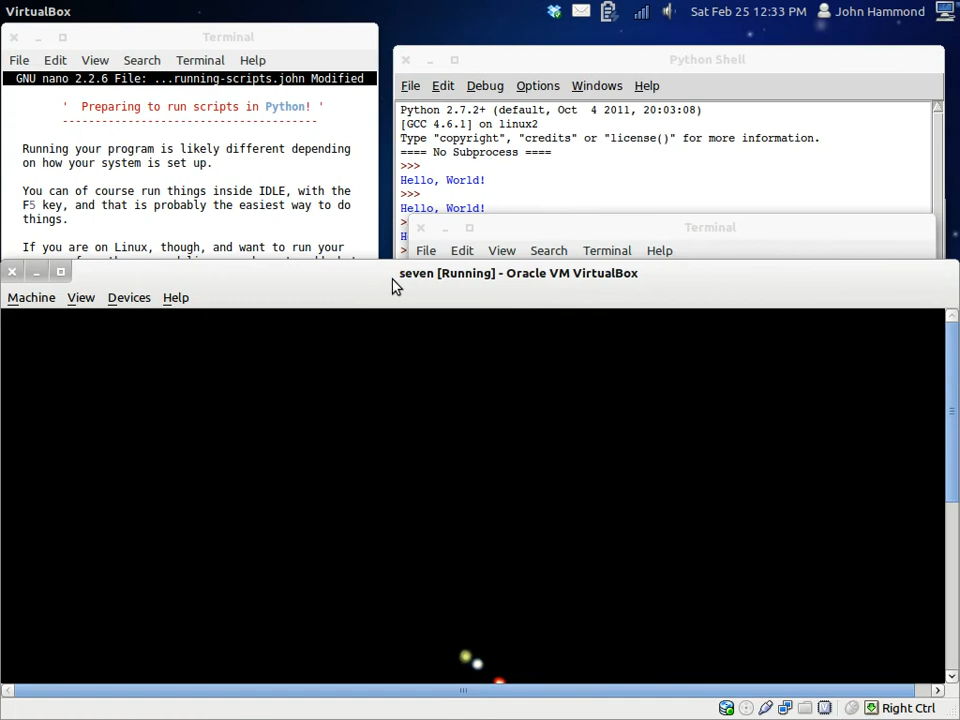 VirtualBox
Sat Feb 25 12:33 PM John Hammond
Terminal
File Edit View Search Terminal Help
GNU nano 2.2.6 File: ...running-scripts.john Modified
' Preparing to run scripts in Python! '
---------------------------------------
Running your program is likely different depending
on how your system is set up.
You can of course run things inside IDLE, with the
F5 key, and that is probably the easiest way to do
things.
If you are on Linux, though, and want to run your
Python Shell
File Edit Debug Options Windows Help
Python 2.7.2+ (default, Oct  4 2011, 20:03:08)
[GCC 4.6.1] on linux2
Type "copyright", "credits" or "license()" for more information.
==== No Subprocess ====
>>>
Hello, World!
>>>
Hello, World!
Terminal
File Edit View Search Terminal Help
seven [Running] - Oracle VM VirtualBox
Machine View Devices Help
Right Ctrl